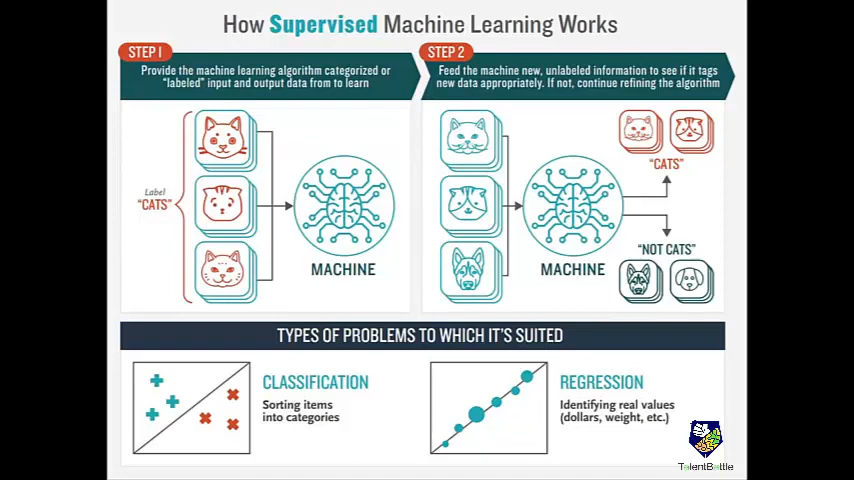 How Supervised Machine Learning Works
STEP 1
Provide the machine learning algorithm categorized or
"labeled" input and output data from to learn
STEP 2
Feed the machine new, unlabeled information to see if it tags
new data appropriately. If not, continue refining the algorithm
Label
"CATS"
MACHINE
MACHINE
"CATS"
"NOT CATS"
TYPES OF PROBLEMS TO WHICH IT'S SUITED
CLASSIFICATION
Sorting items
into categories
REGRESSION
Identifying real values
(dollars, weight, etc.)
TalentBattle